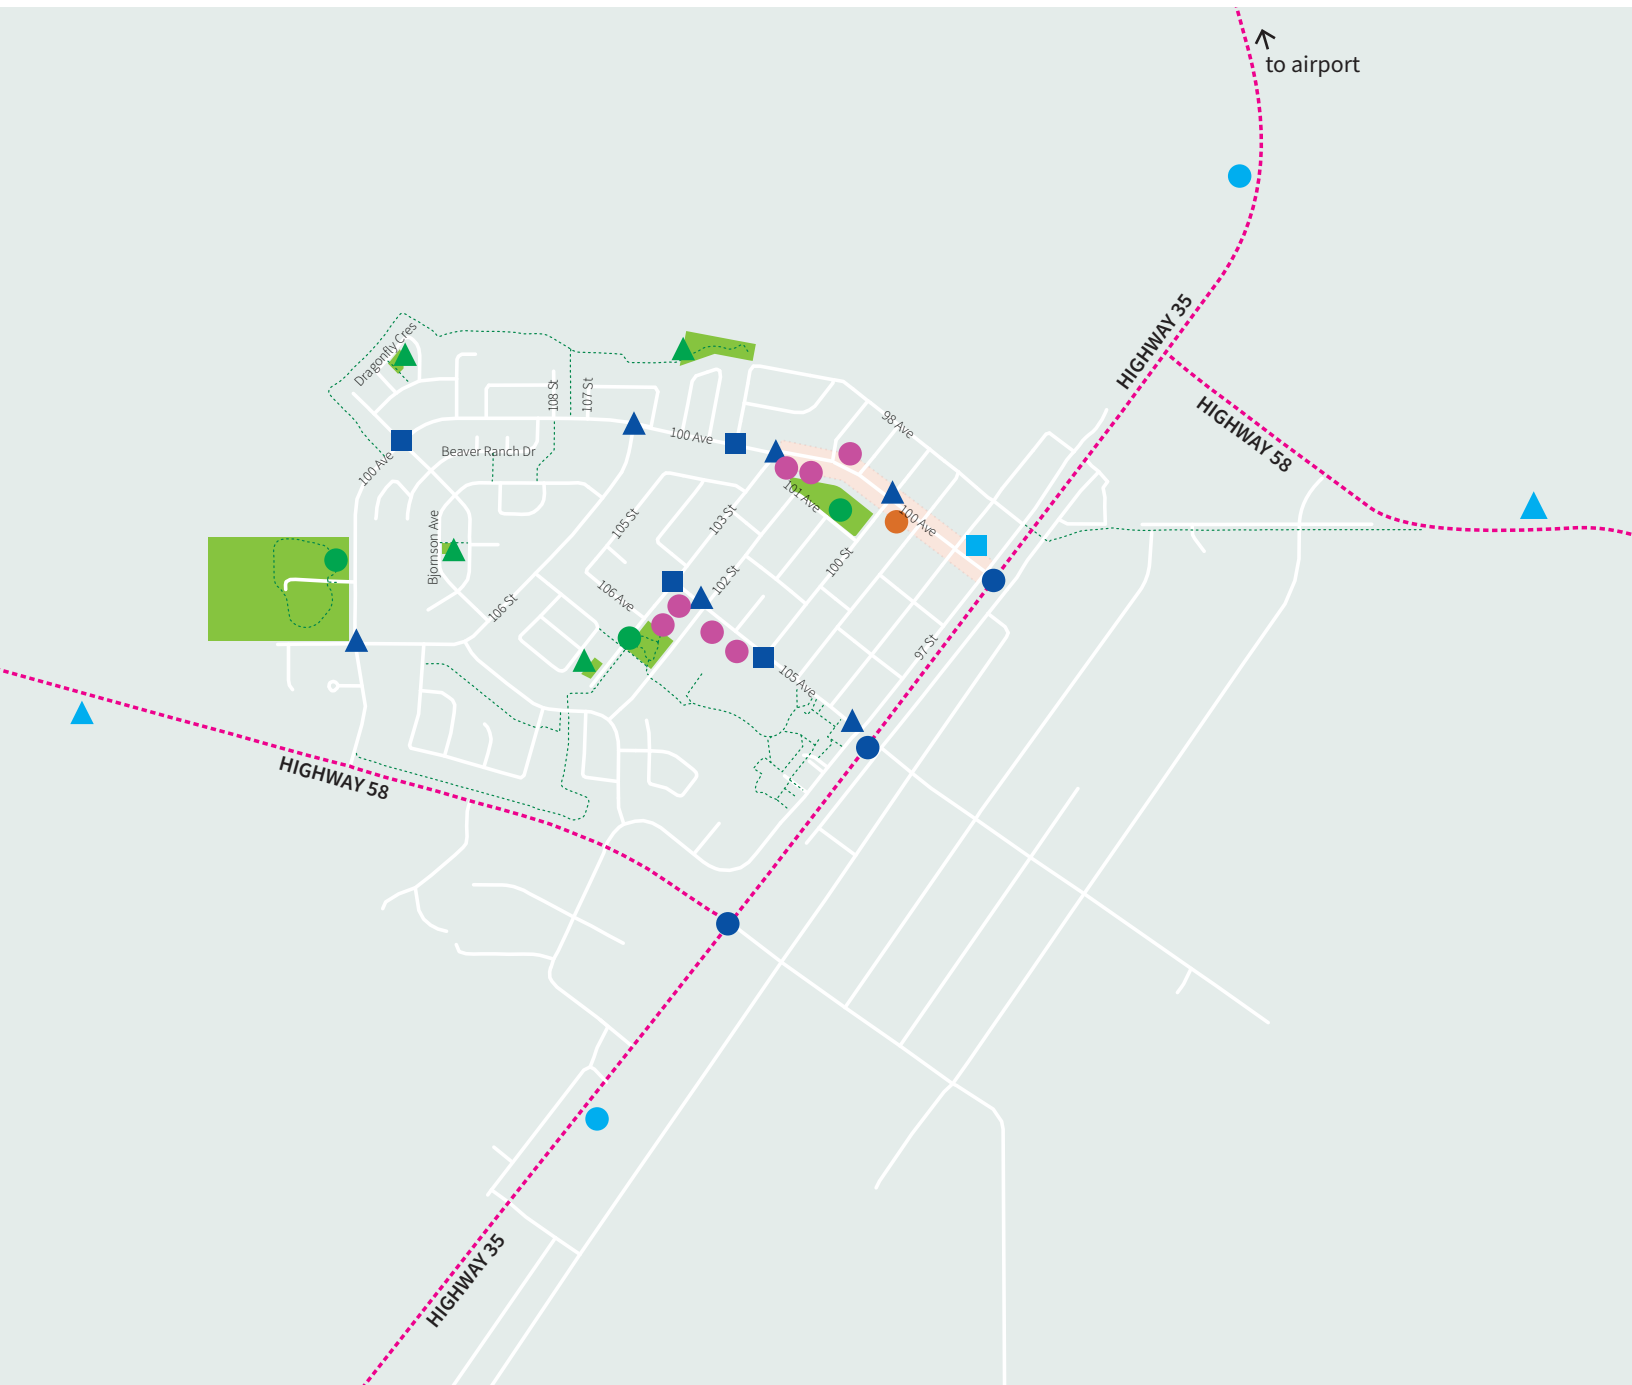 to airport
HIGHWAY 35
Dragonfly Cres
108 St
107 St
HIGHWAY 58
98 Ave
100 Ave
Beaver Ranch Dr
100 Ave
101 Ave
100 Ave
Bjornson Ave
105 St
103 St
100 St
102 St
106 Ave
106 St
97 St
105 Ave
HIGHWAY 58
HIGHWAY 35